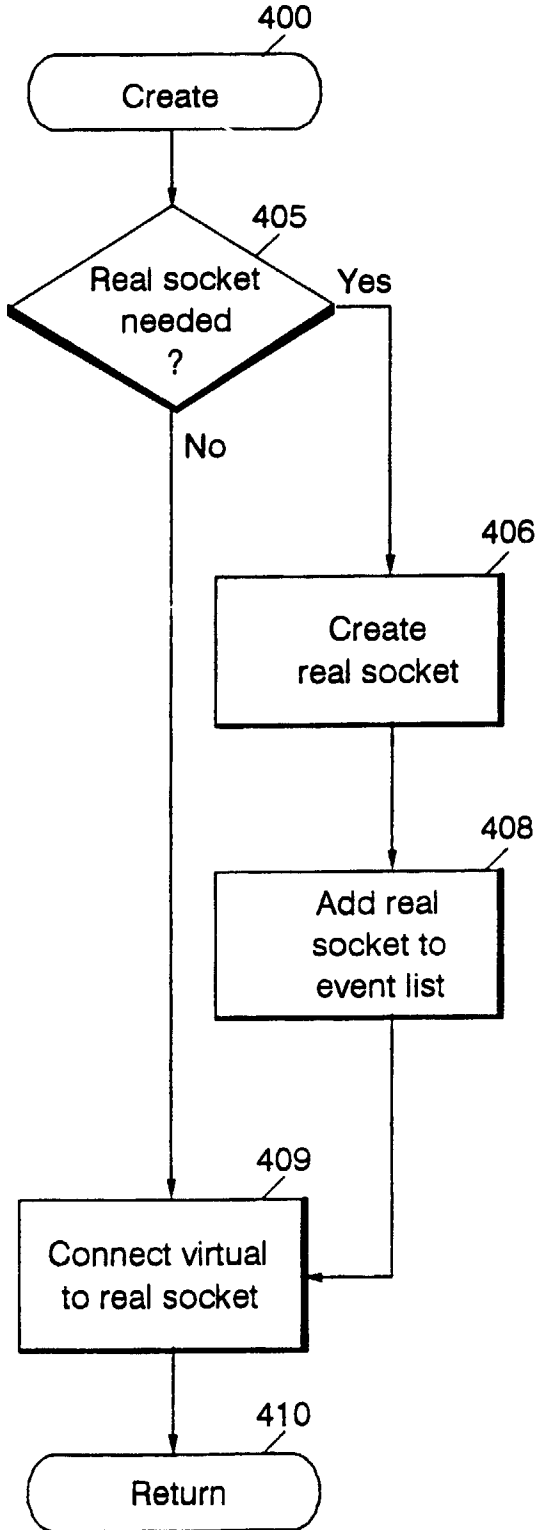 400
Create
405
Real socket
needed
?
Yes
No
406
Create
real socket
408
Add real
socket to
event list
409
Connect virtual
to real socket
410
Return